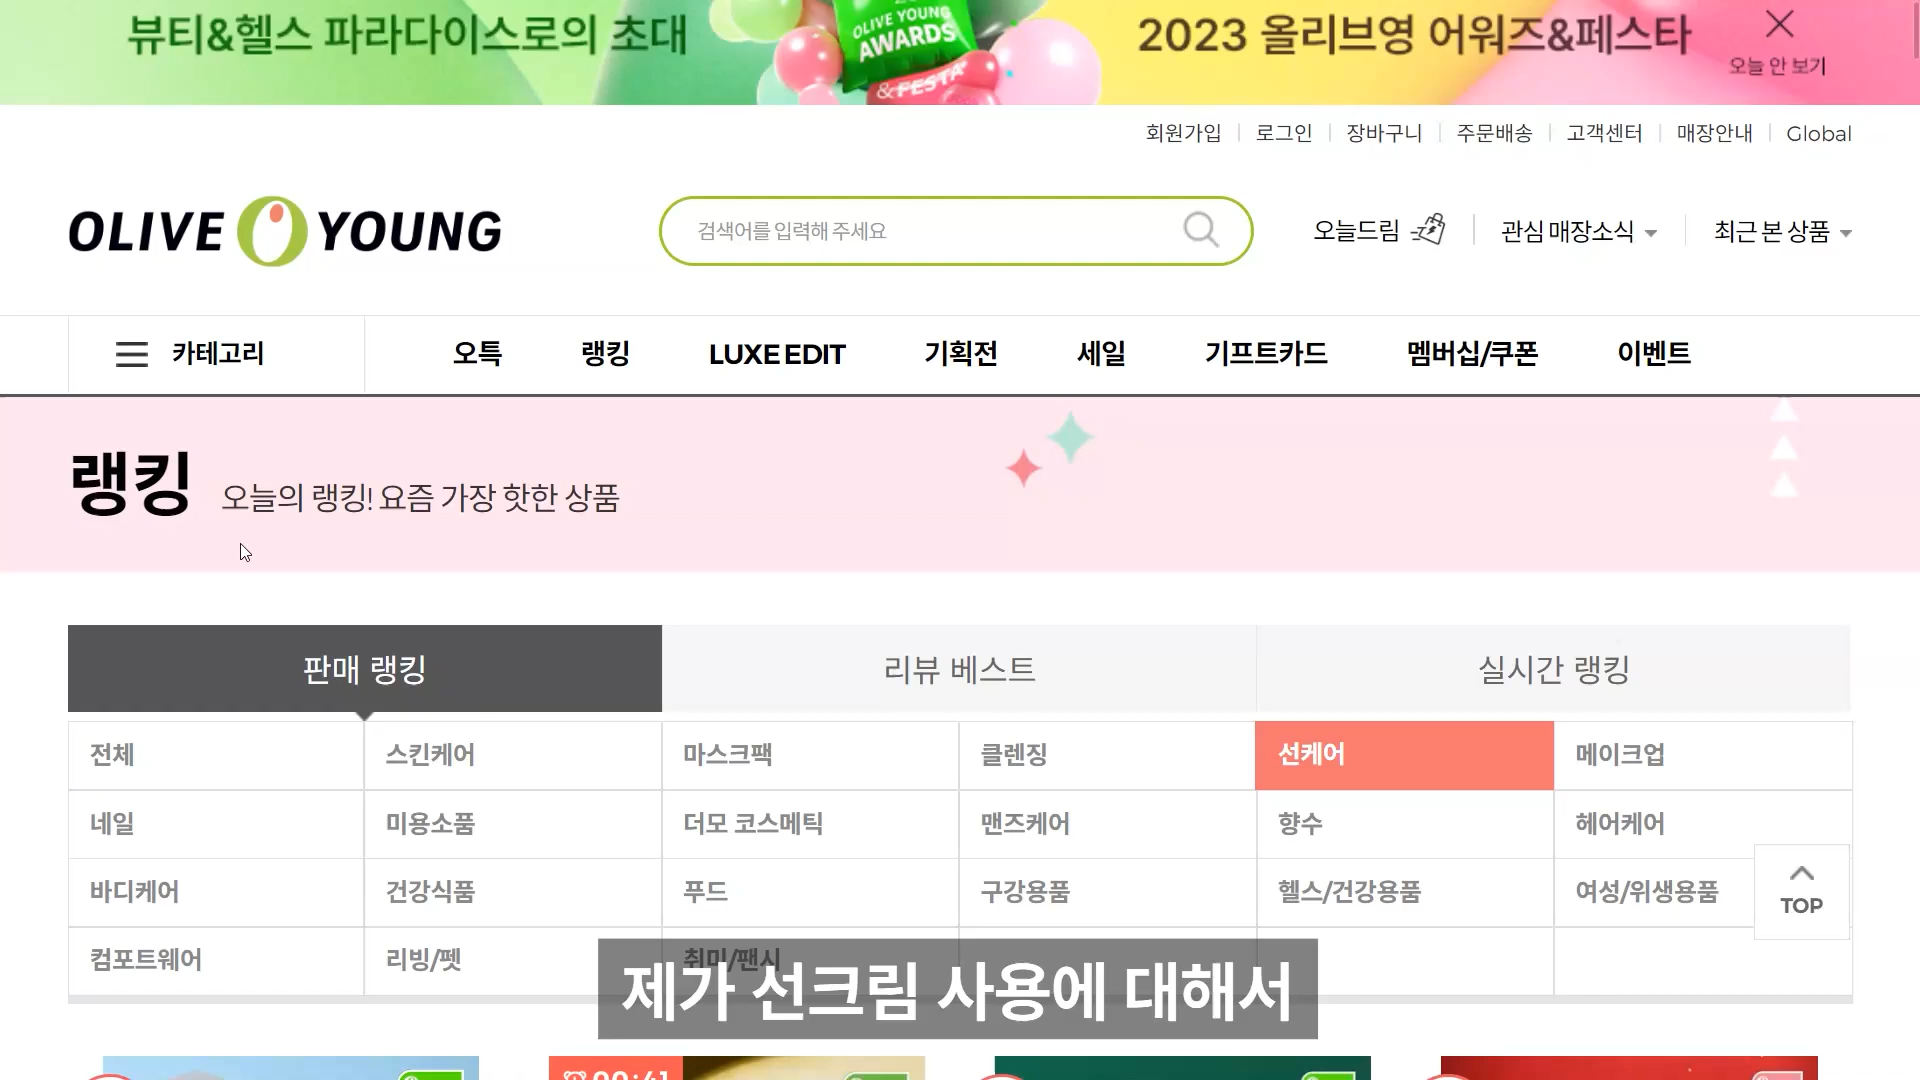 뷰티&헬스 파라다이스로의 초대
OLIVE YOUNG
AWARDS
& FESTA
2023 올리브영 어워즈&페스타
오늘 안 보기
회원가입 로그인 장바구니 주문배송 고객센터 매장안내 Global
OLIVE YOUNG
검색어를 입력해 주세요
오늘드림 관심 매장소식 최근 본 상품
카테고리 오특 랭킹 LUXE EDIT 기획전 세일 기프트카드 멤버십/쿠폰 이벤트
랭킹 오늘의 랭킹! 요즘 가장 핫한 상품
판매 랭킹 리뷰 베스트 실시간 랭킹
전체 스킨케어 마스크팩 클렌징 선케어 메이크업
네일 미용소품 더모 코스메틱 맨즈케어 향수 헤어케어
바디케어 건강식품 푸드 구강용품 헬스/건강용품 여성/위생용품
TOP
컴포트웨어 리빙/펫 취미/팬시
제가 선크림 사용에 대해서